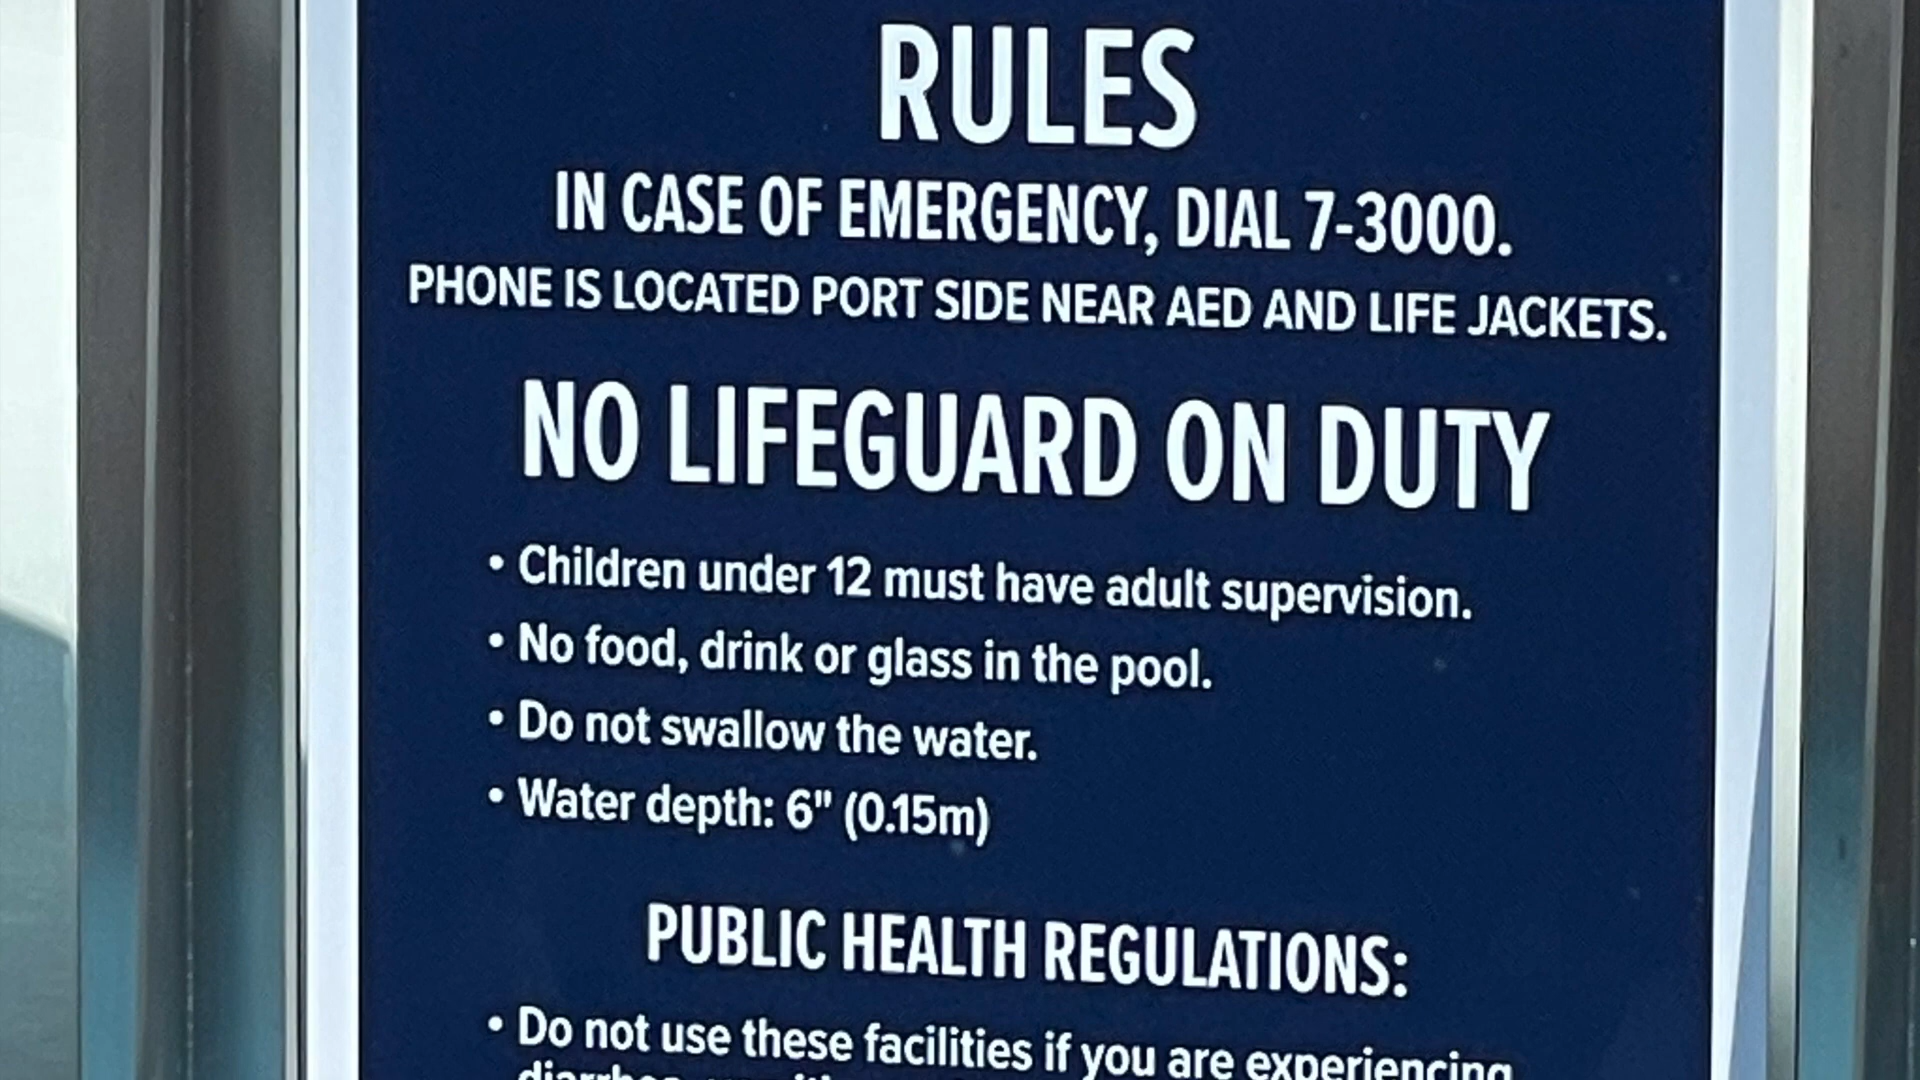 RULES
IN CASE OF EMERGENCY, DIAL 7-3000.
PHONE IS LOCATED PORT SIDE NEAR AED AND LIFE JACKETS.
NO LIFEGUARD ON DUTY
• Children under 12 must have adult supervision.
• No food, drink or glass in the pool.
• Do not swallow the water.
• Water depth: 6" (0.15m)
PUBLIC HEALTH REGULATIONS:
• Do not use these facilities if you are experiencing